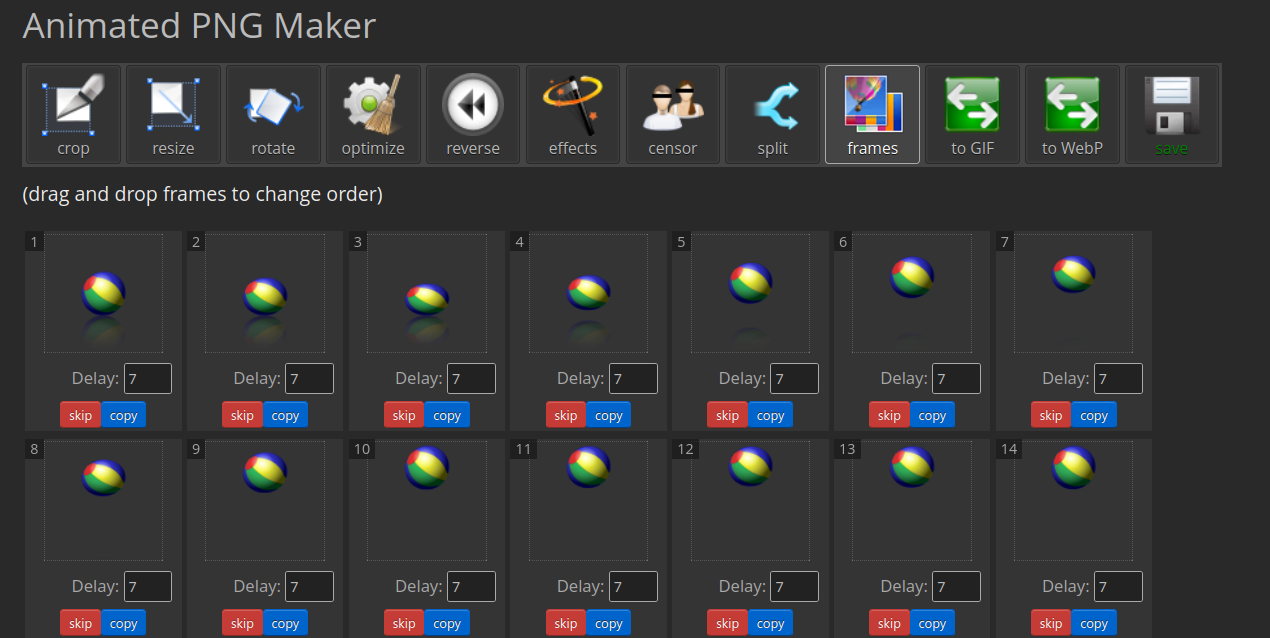 Animated PNG Maker
crop resize rotate optimize reverse effects censor split frames to GIF to WebP save
(drag and drop frames to change order)
1 2 3 4 5 6 7
Delay: 7 Delay: 7 Delay: 7 Delay: 7 Delay: 7 Delay: 7 Delay: 7
skip copy skip copy skip copy skip copy skip copy skip copy skip copy
8 9 10 11 12 13 14
Delay: 7 Delay: 7 Delay: 7 Delay: 7 Delay: 7 Delay: 7 Delay: 7
skip copy skip copy skip copy skip copy skip copy skip copy skip copy